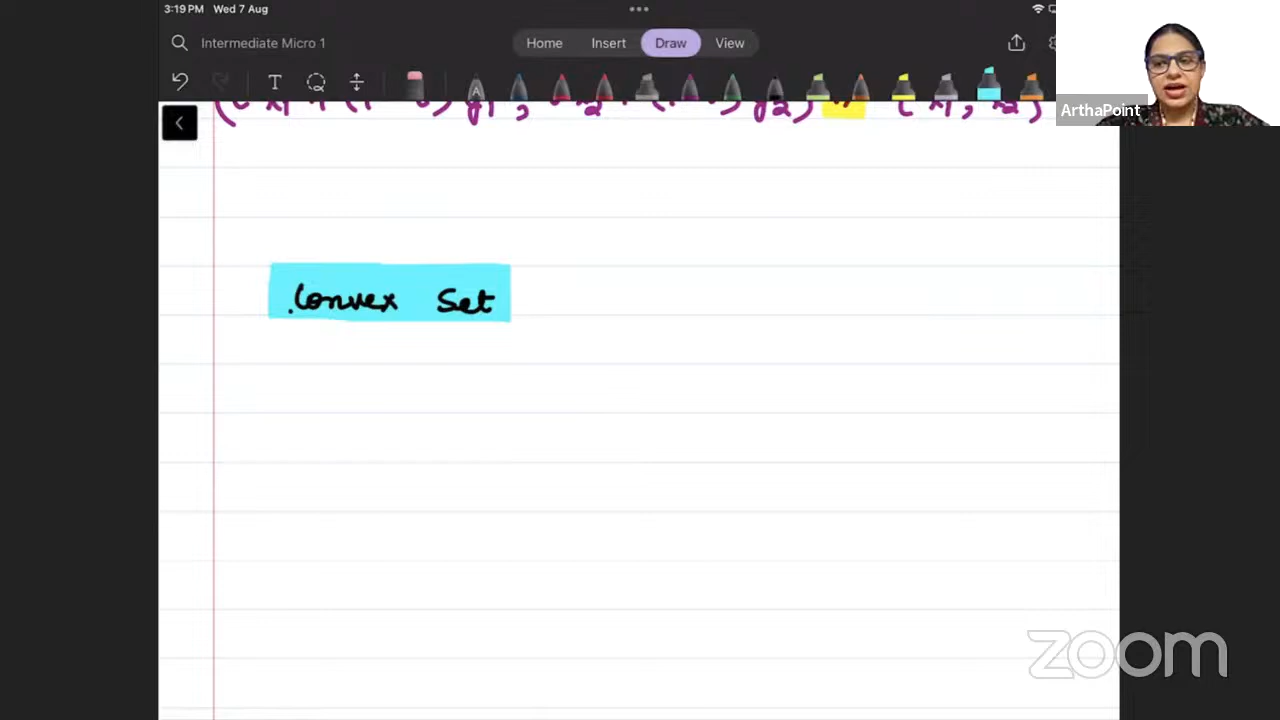 3:19 PM Wed 7 Aug
Intermediate Micro 1
Home Insert Draw View
T
A
ArthaPoint
Convex Set
zoom